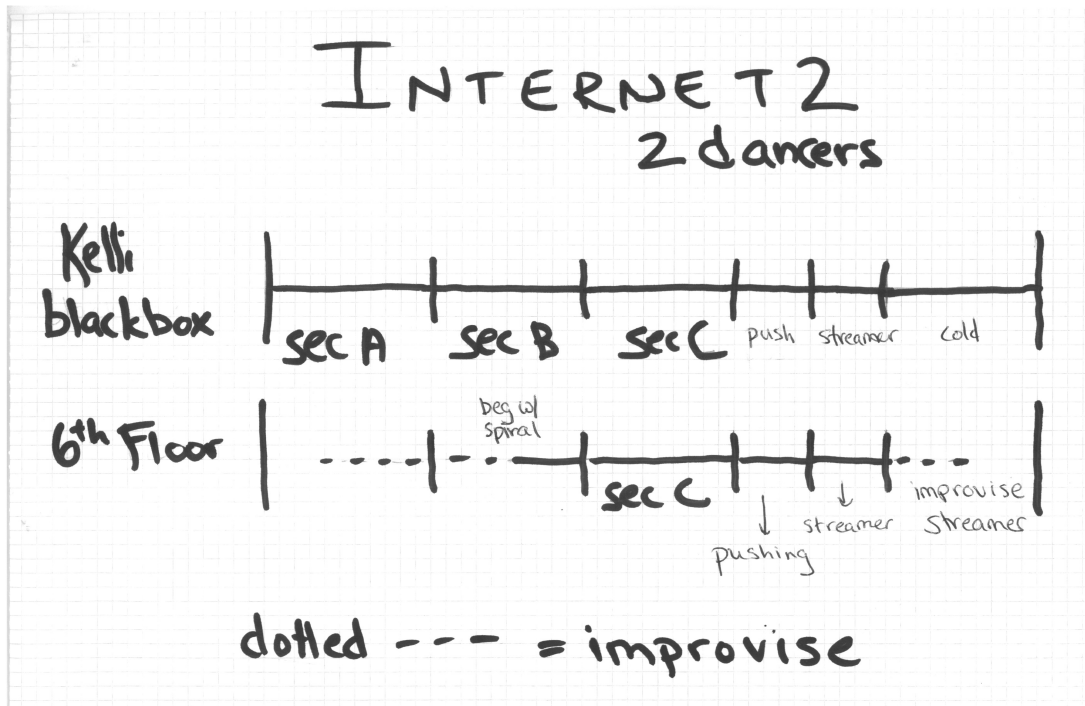 INTERNET2
2 dancers
Kelli
blackbox
sec A sec B sec C push streamer cold
beg w/
spiral
6th Floor
sec C
improvise
streamer streamer
pushing
dotted --- = improvise